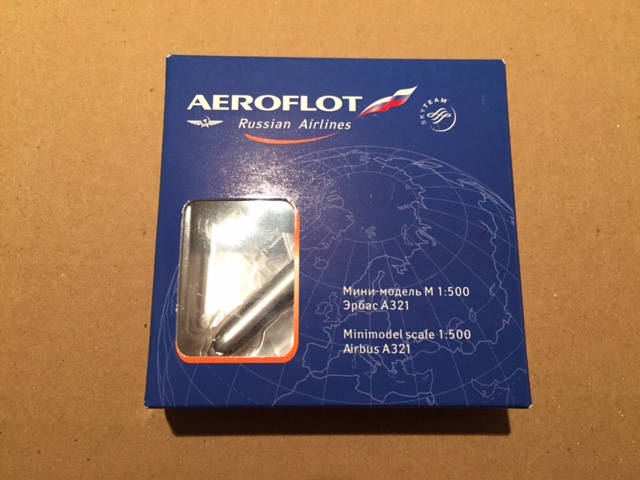 AEROFLOT
Russian Airlines
SKYTEAM
Мини-модель М 1:500
Эрбас А321
Minimodel scale 1:500
Airbus A321